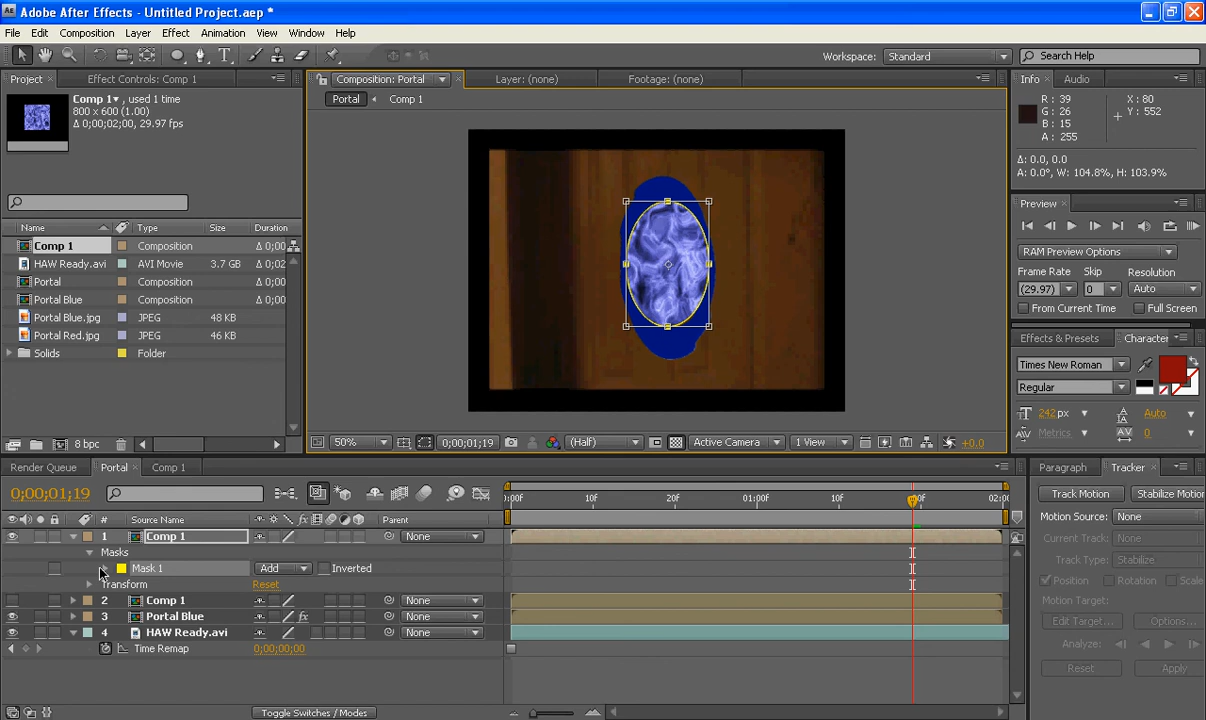 Adobe After Effects - Untitled Project.aep *
File Edit Composition Layer Effect Animation View Window Help
Workspace: Standard Search Help
Project Effect Controls: Comp 1 Composition: Portal Layer: (none) Footage: (none) Info Audio
Comp 1, used 1 time
800 x 600 (1.00)
Δ 0;00;02;00, 29.97 fps
Portal Comp 1
R: 39 X: 80
G: 26 Y: 552
B: 15
A: 255
Δ: 0.0, 0.0
A: 0.0°, W: 104.8%, H: 103.9%
Preview
RAM Preview Options
Frame Rate Skip Resolution
(29.97) 0 Auto
From Current Time Full Screen
Name Type Size Duration
Comp 1 Composition Δ 0;00
HAW Ready.avi AVI Movie 3.7 GB Δ 0;02
Portal Composition Δ 0;00
Portal Blue Composition Δ 0;00
Portal Blue.jpg JPEG 48 KB
Portal Red.jpg JPEG 46 KB
Solids Folder
Effects & Presets Character
Times New Roman
Regular
242 px Auto
Metrics 0
8 bpc
50% 0;00;01;19 (Half) Active Camera 1 View +0.0
Render Queue Portal Comp 1
0;00;01;19
):00f 10f 20f 01:00f 10f 20f 02:00
# Source Name Parent
1 Comp 1 None
Masks
Mask 1 Add Inverted
Transform Reset
2 Comp 1 None
3 Portal Blue None
4 HAW Ready.avi None
Time Remap 0;00;00;00
Toggle Switches / Modes
Paragraph Tracker
Track Motion Stabilize Motion
Motion Source: None
Current Track: None
Track Type: Stabilize
Position Rotation Scale
Motion Target:
Edit Target... Options...
Analyze:
Reset Apply